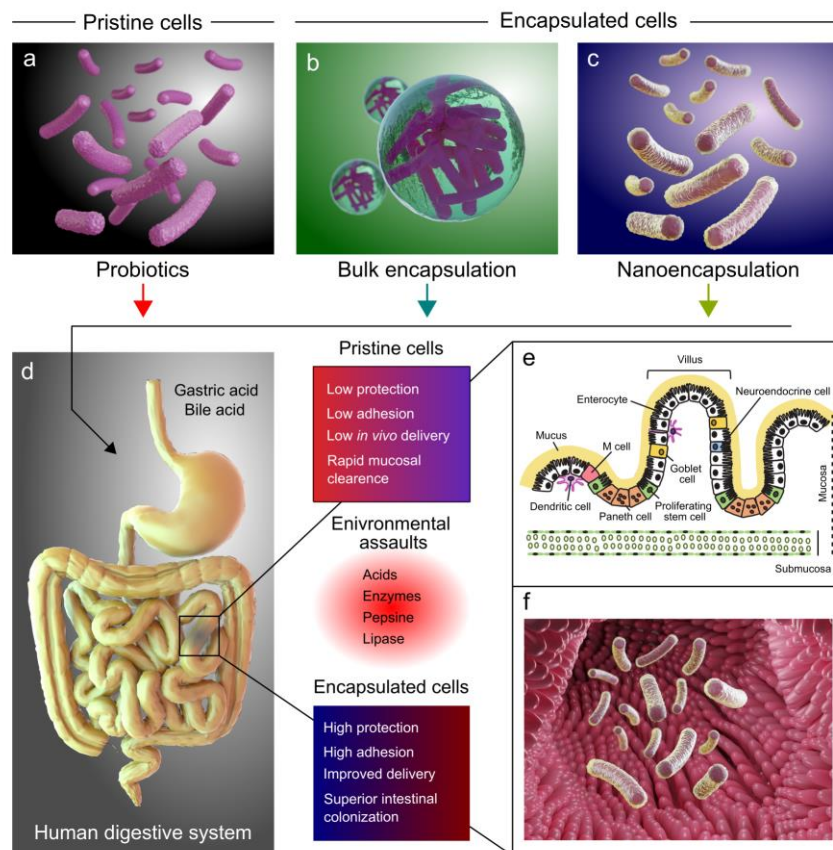 Pristine cells
Encapsulated cells
a
b
c
Probiotics
Bulk encapsulation
Nanoencapsulation
d
Gastric acid
Bile acid
Human digestive system
Pristine cells
Low protection
Low adhesion
Low in vivo delivery
Rapid mucosal
clearence
Enivronmental
assaults
Acids
Enzymes
Pepsine
Lipase
Encapsulated cells
High protection
High adhesion
Improved delivery
Superior intestinal
colonization
e
Villus
Enterocyte
Neuroendocrine cell
Mucus
M cell
Goblet
cell
Dendritic cell
Paneth cell
Proliferating
stem cell
Mucosa
Submucosa
f